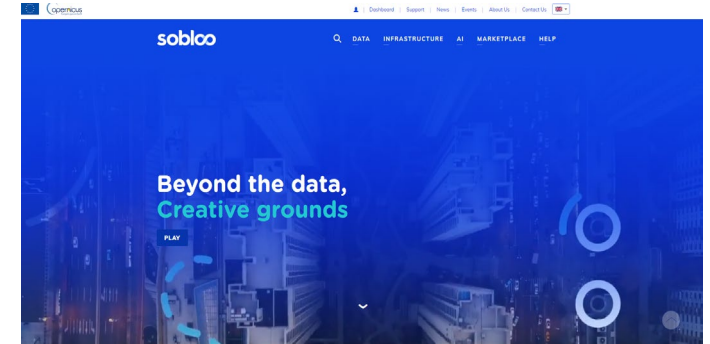 opernicus
Dashboard | Support | News | Events | About Us | Contact Us
sobloo
DATA INFRASTRUCTURE AI MARKETPLACE HELP
Beyond the data,
Creative grounds
PLAY